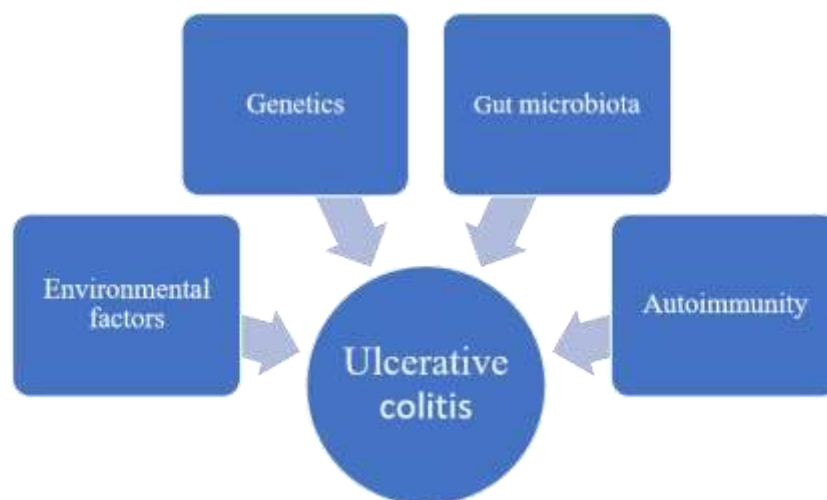 Genetics
Gut microbiota
Environmental
factors
Autoimmunity
Ulcerative
colitis